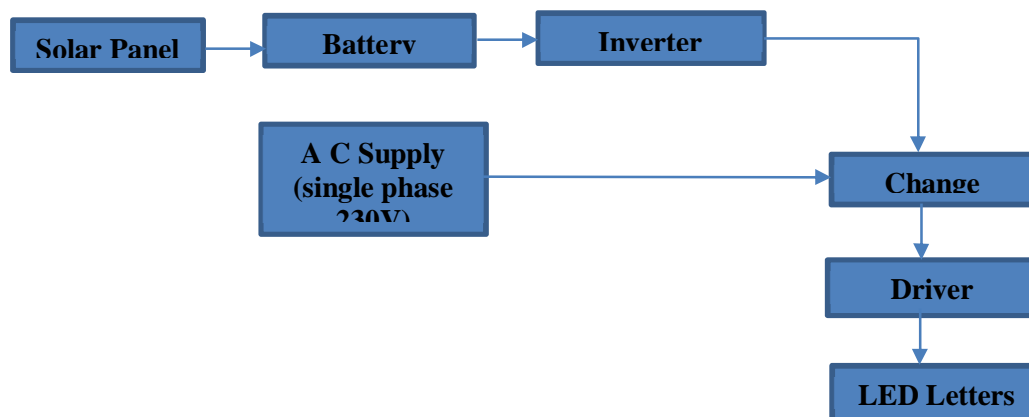 Solar Panel
Battery
Inverter
A C Supply
(single phase
230V)
Change
Driver
LED Letters